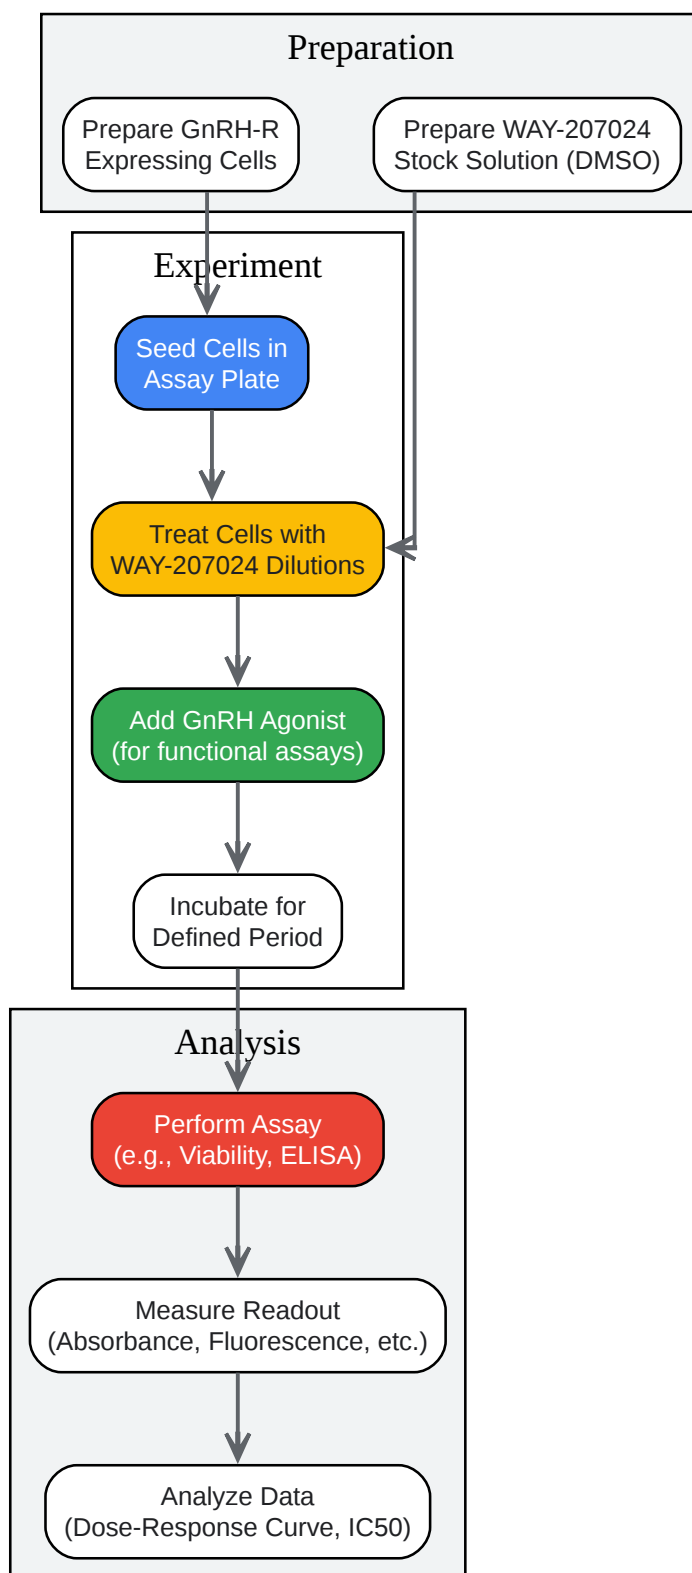 Preparation
Prepare GnRH-R
Expressing Cells
Prepare WAY-207024
Stock Solution (DMSO)
Experiment
Seed Cells in
Assay Plate
Treat Cells with
WAY-207024 Dilutions
Add GnRH Agonist
(for functional assays)
Incubate for
Defined Period
Analysis
Perform Assay
(e.g., Viability, ELISA)
Measure Readout
(Absorbance, Fluorescence, etc.)
Analyze Data
(Dose-Response Curve, IC50)